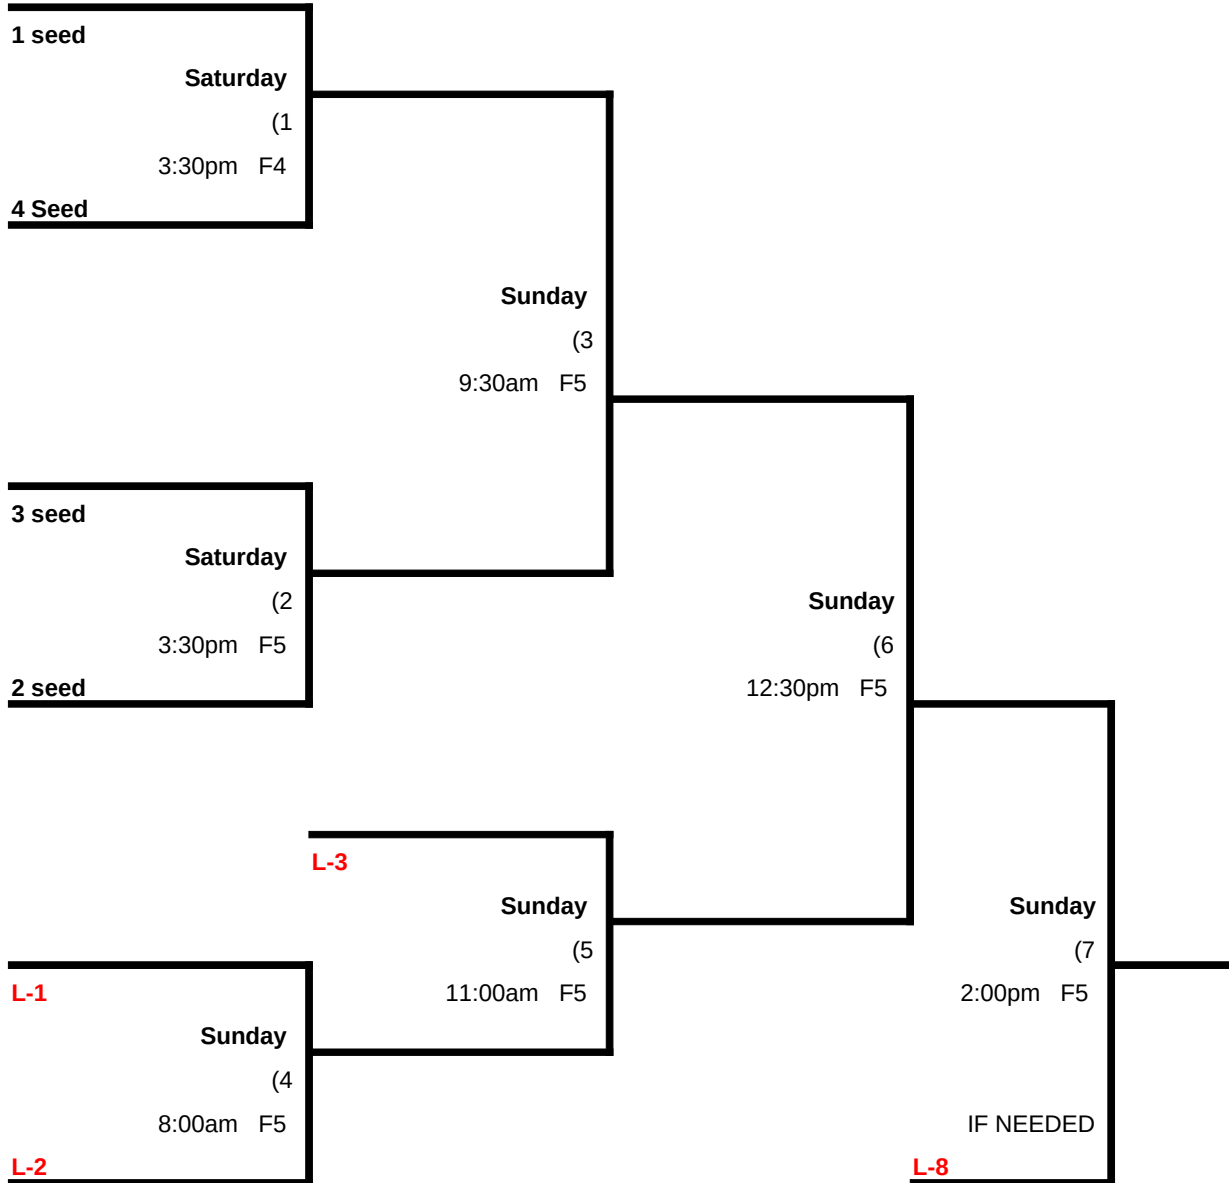 1 seed
Saturday
(1
3:30pm F4
4 Seed
Sunday
(3
9:30am F5
3 seed
Saturday
(2
3:30pm F5
2 seed
Sunday
(6
12:30pm F5
L-3
Sunday
(5
11:00am F5
Sunday
(7
2:00pm F5
L-1
Sunday
(4
8:00am F5
L-2
IF NEEDED
L-8